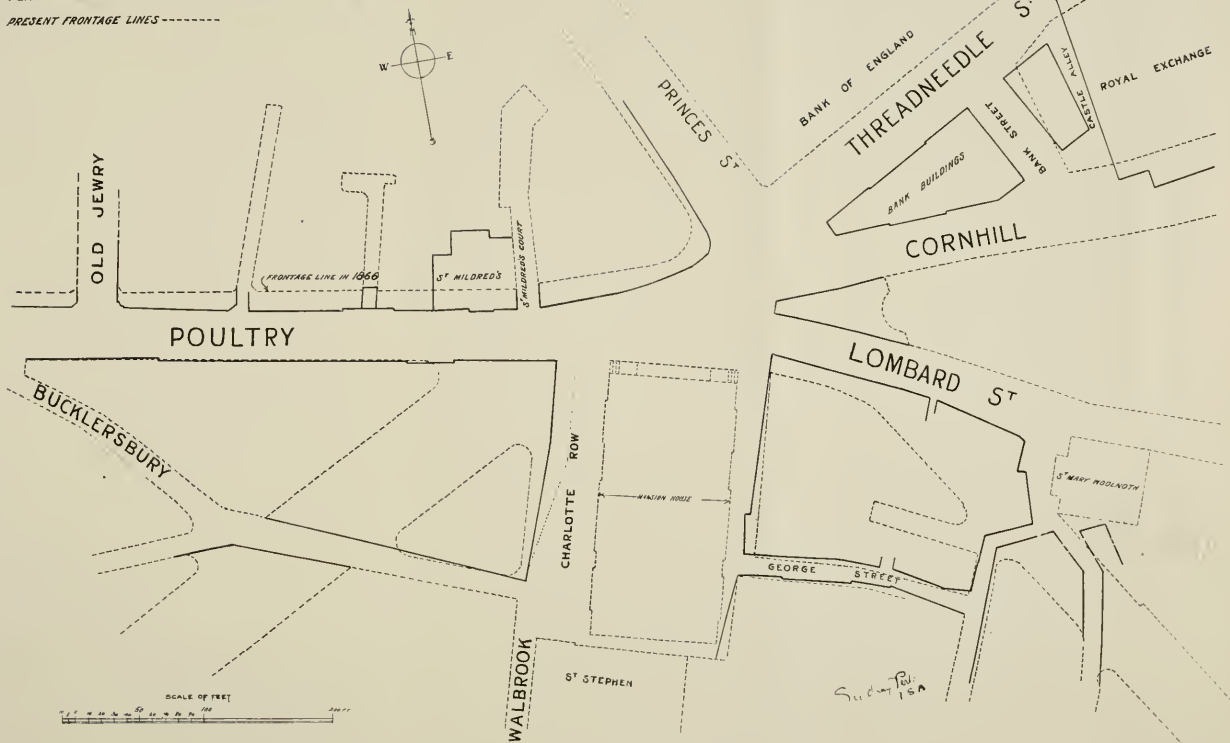 PRESENT FRONTAGE LINES
N
W
E
S
PRINCES ST
BANK OF ENGLAND
THREADNEEDLE ST
CASTLE ALLEY
ROYAL EXCHANGE
BANK STREET
BANK BUILDINGS
CORNHILL
OLD JEWRY
FRONTAGE LINE IN 1866
ST MILDRED'S
ST MILDRED'S COURT
POULTRY
LOMBARD ST
BUCKLERSBURY
CHARLOTTE ROW
MANSION HOUSE
ST MARY WOOLNOTH
GEORGE STREET
WALBROOK
ST STEPHEN
SCALE OF FEET
50 100 200 FT